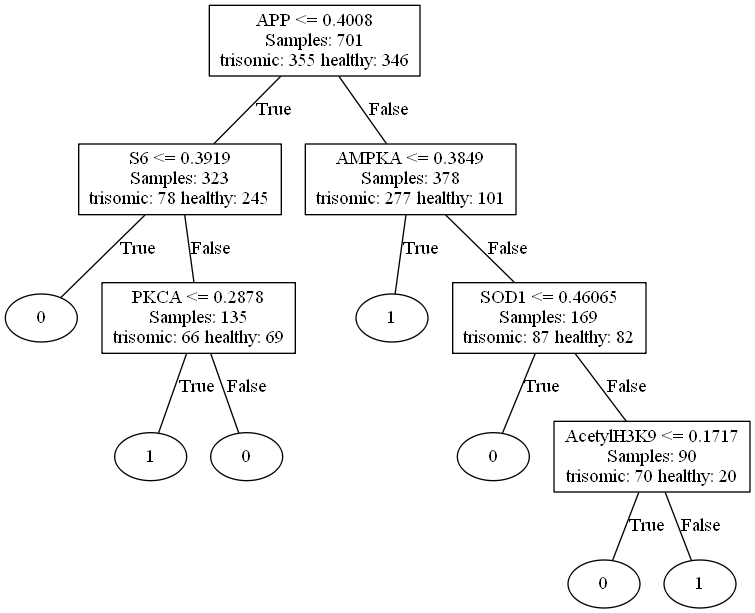 APP <= 0.4008
Samples: 701
trisomic: 355 healthy: 346
True
False
S6 <= 0.3919
Samples: 323
trisomic: 78 healthy: 245
AMPKA <= 0.3849
Samples: 378
trisomic: 277 healthy: 101
True
False
True
False
0
PKCA <= 0.2878
Samples: 135
trisomic: 66 healthy: 69
1
SOD1 <= 0.46065
Samples: 169
trisomic: 87 healthy: 82
True
False
True
False
1
0
0
AcetylH3K9 <= 0.1717
Samples: 90
trisomic: 70 healthy: 20
True
False
0
1